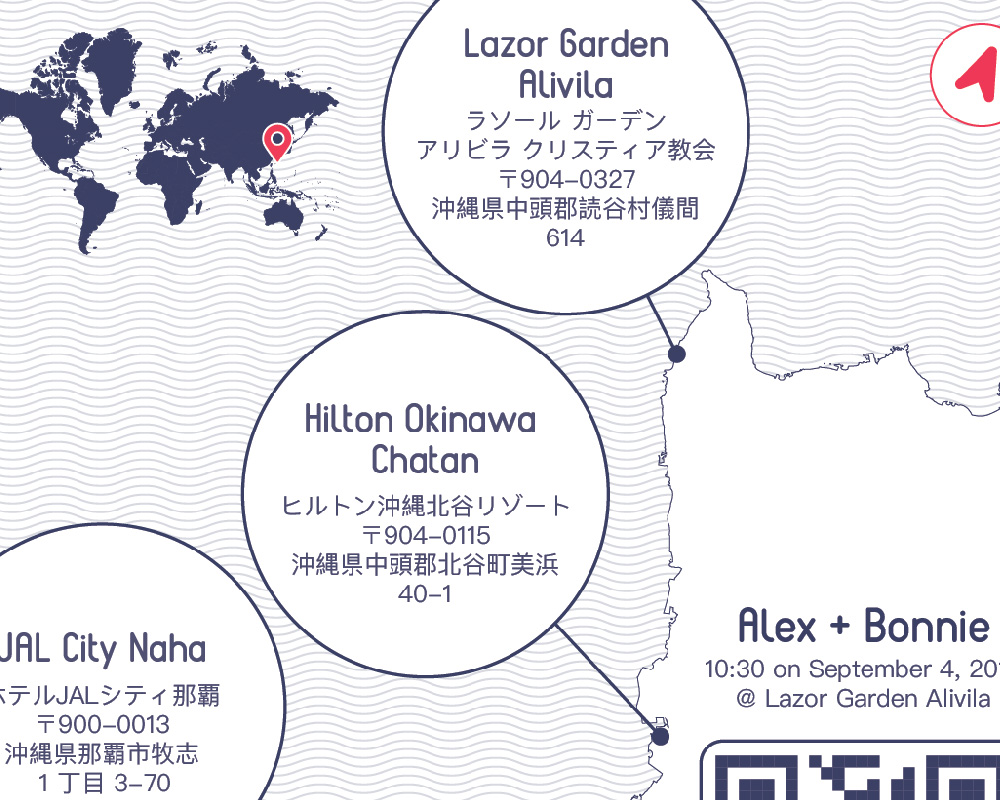 Lazor Garden
Alivila
ラソール ガーデン
アリビラ クリスティア教会
〒904-0327
沖縄県中頭郡読谷村儀間
614
Hilton Okinawa
Chatan
ヒルトン沖縄北谷リゾート
〒904-0115
沖縄県中頭郡北谷町美浜
40-1
JAL City Naha
ホテルJALシティ那覇
〒900-0013
沖縄県那覇市牧志
1 丁目 3-70
Alex + Bonnie
10:30 on September 4,
@ Lazor Garden Alivila